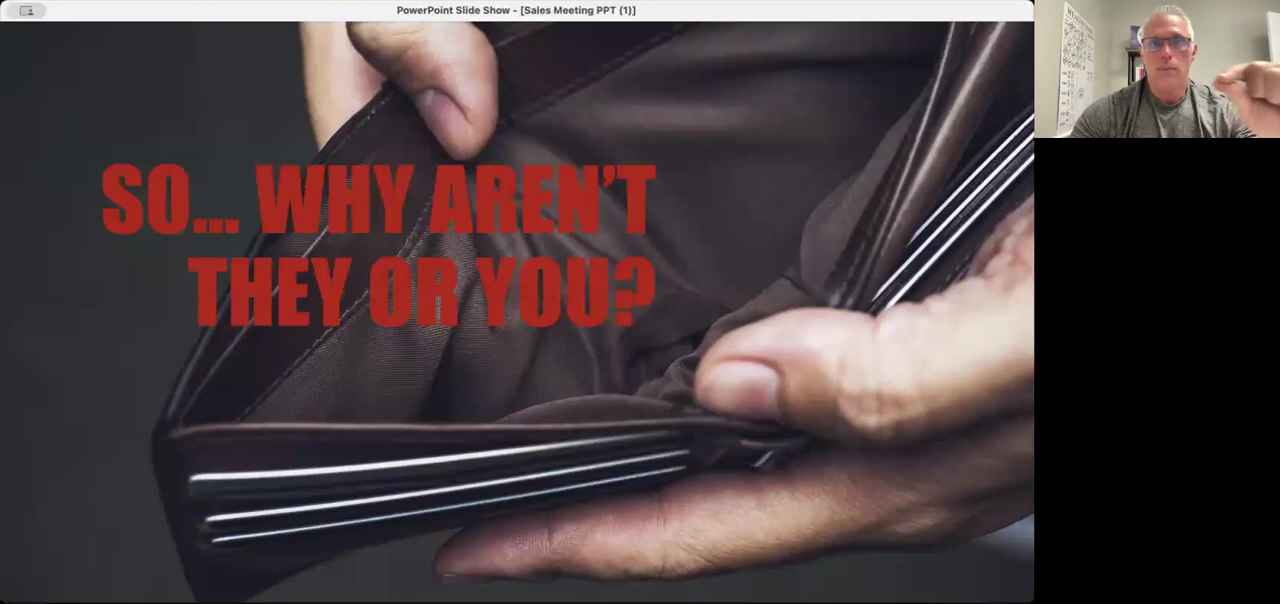 PowerPoint Slide Show - [Sales Meeting PPT (1)]
SO... WHY AREN'T
THEY OR YOU?